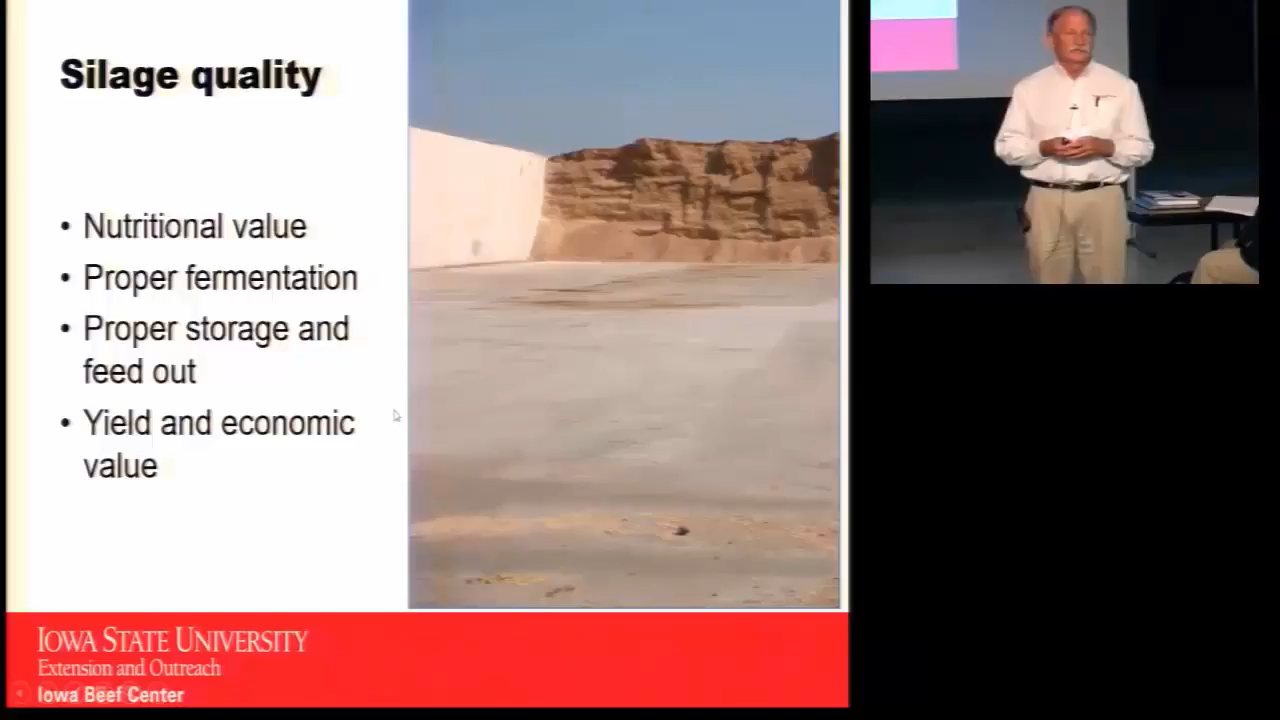 Silage quality
• Nutritional value
• Proper fermentation
• Proper storage and
feed out
• Yield and economic
value
IOWA STATE UNIVERSITY
Extension and Outreach
Iowa Beef Center